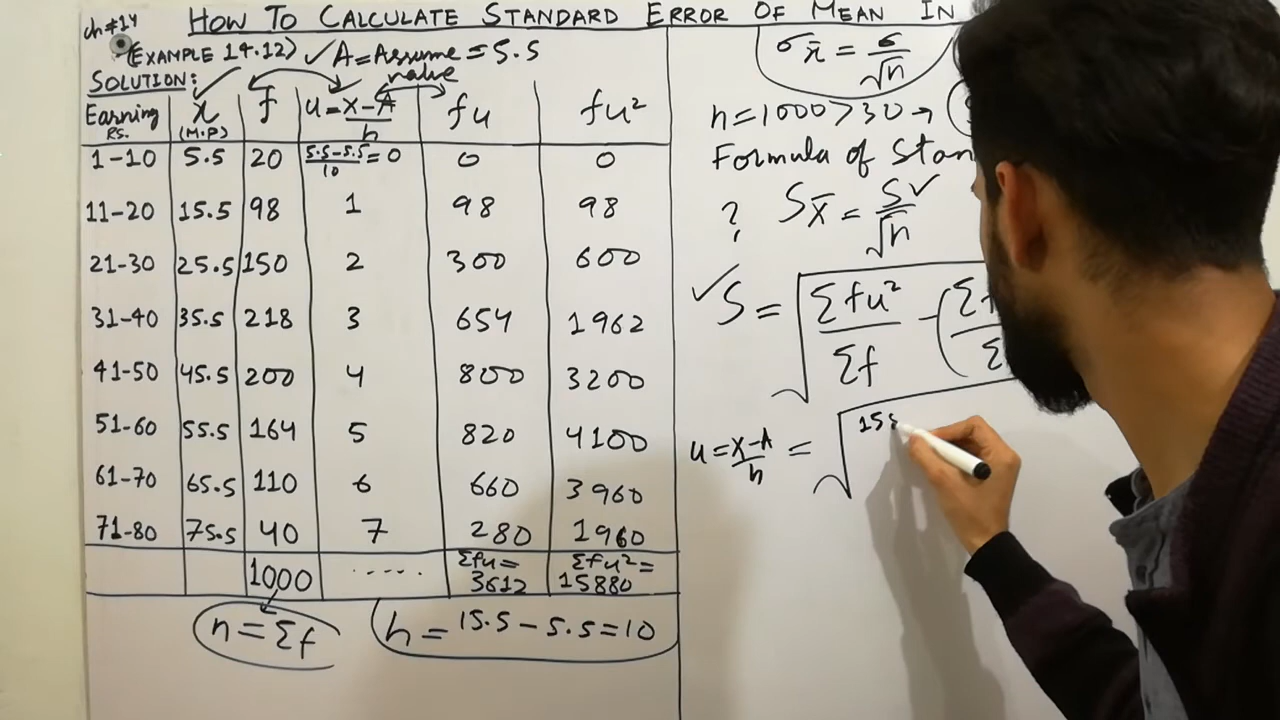 ch#14
HOW TO CALCULATE STANDARD ERROR OF MEAN IN
(EXAMPLE 14.12) ✓ A=Assume=5.5
value
SOLUTION:
Earning RS. x (M.P) f u=x-A/h fu fu²
1-10 5.5 20 5.5-5.5/10=0 0 0
11-20 15.5 98 1 98 98
21-30 25.5 150 2 300 600
31-40 35.5 218 3 654 1962
41-50 45.5 200 4 800 3200
51-60 55.5 164 5 820 4100
61-70 65.5 110 6 660 3960
71-80 75.5 40 7 280 1960
1000 ..... Σfu=3612 Σfu²=15880
n=Σf
h=15.5-5.5=10
σx̄=σ/√n
n=1000>30→
Formula of Stan
? Sx̄=S✓/√n
✓S=√Σfu²/Σf-(Σf/Σ
u=x-A/h =√158